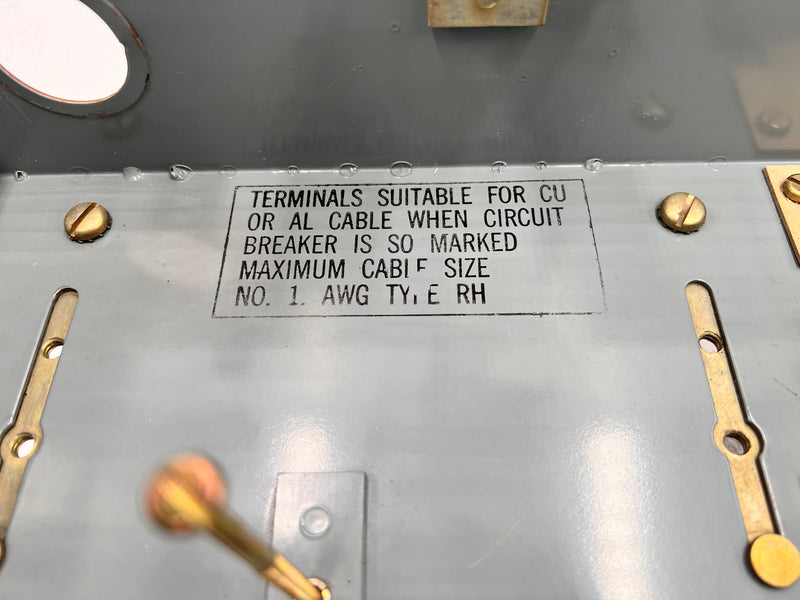 TERMINALS SUITABLE FOR CU
OR AL CABLE WHEN CIRCUIT
BREAKER IS SO MARKED
MAXIMUM CABLE SIZE
NO. 1. AWG TYPE RH